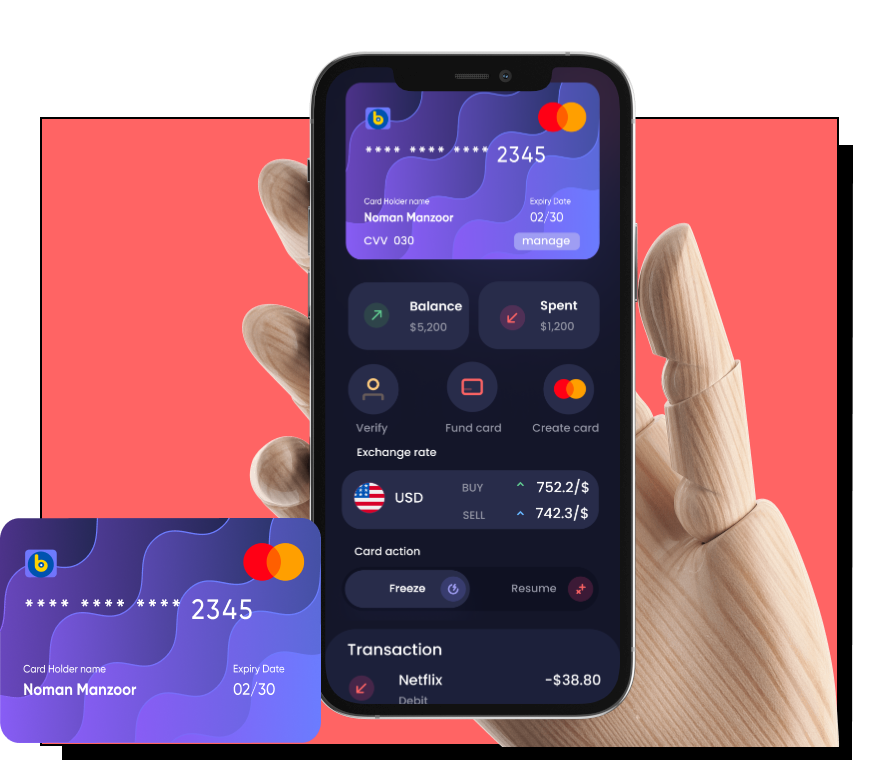 b
**** **** **** 2345
Card Holder name
Expiry Date
Noman Manzoor
02/30
CVV 030
manage
Balance
$5,200
Spent
$1,200
Verify
Fund card
Create card
Exchange rate
USD
BUY
752.2/$
SELL
742.3/$
Card action
Freeze
Resume
Transaction
Netflix
-$38.80
Debit
b
**** **** **** 2345
Card Holder name
Expiry Date
Noman Manzoor
02/30